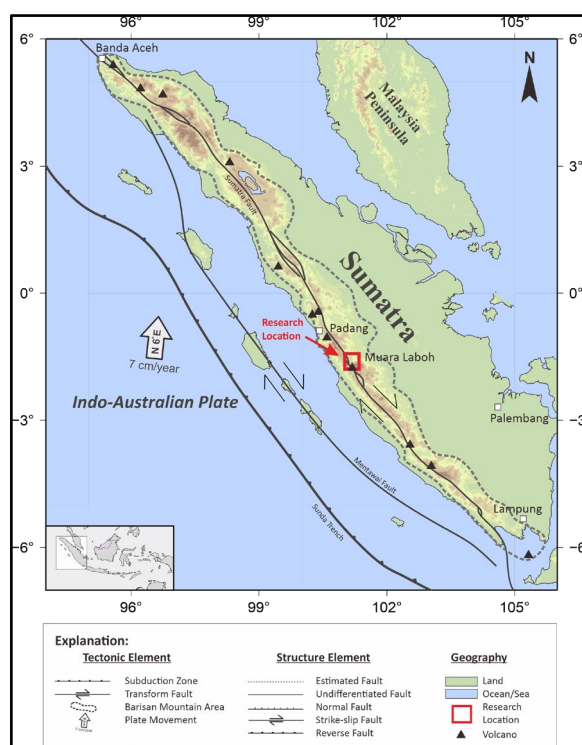 96° 99° 102° 105°
6°
Banda Aceh
N
Malaysia
Peninsula
3°
3°
Sumatra Fault
Sumatra
0°
0°
Research
Location
Padang
Muara Laboh
N 6 E
7 cm/year
Indo-Australian Plate
Palembang
-3°
-3°
Mentawai Fault
Lampung
Sunda Trench
-6°
-6°
96° 99° 102° 105°
Explanation:
Tectonic Element
Subduction Zone
Transform Fault
Barisan Mountain Area
Plate Movement
7 cm/year
Structure Element
Estimated Fault
Undifferentiated Fault
Normal Fault
Strike-slip Fault
Reverse Fault
Geography
Land
Ocean/Sea
Research
Location
Volcano